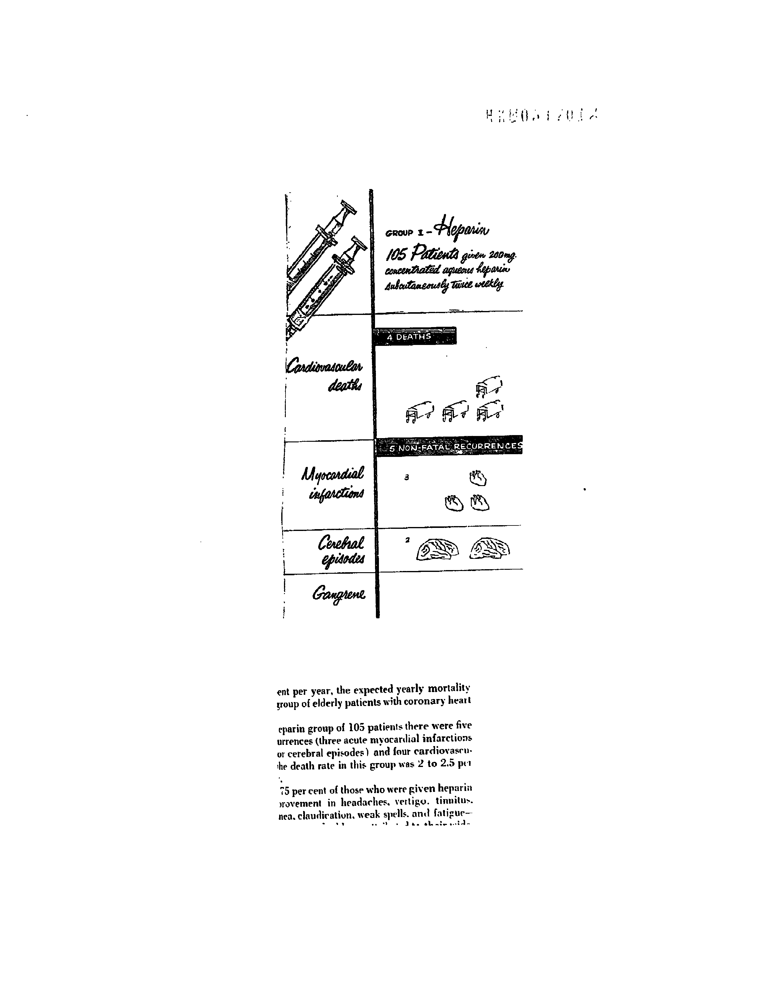 GROUP I - Heparin
105 Patients given 200 mg.
concentrated aqueous heparin
subcutaneously twice weekly
4 DEATHS
Cardiovascular
deaths
5 NON-FATAL RECURRENCES
Myocardial
infarctions
3
Cerebral
episodes
2
Gangrene
ent per year, the expected yearly mortality
group of elderly patients with coronary heart
eparin group of 105 patients there were five
urrences (three acute myocardial infarctions
or cerebral episodes) and four cardiovascu-
he death rate in this group was 2 to 2.5 per
75 per cent of those who were given heparin
rovement in headaches, vertigo, tinnitus,
nea, claudication, weak spells, and fatigue—